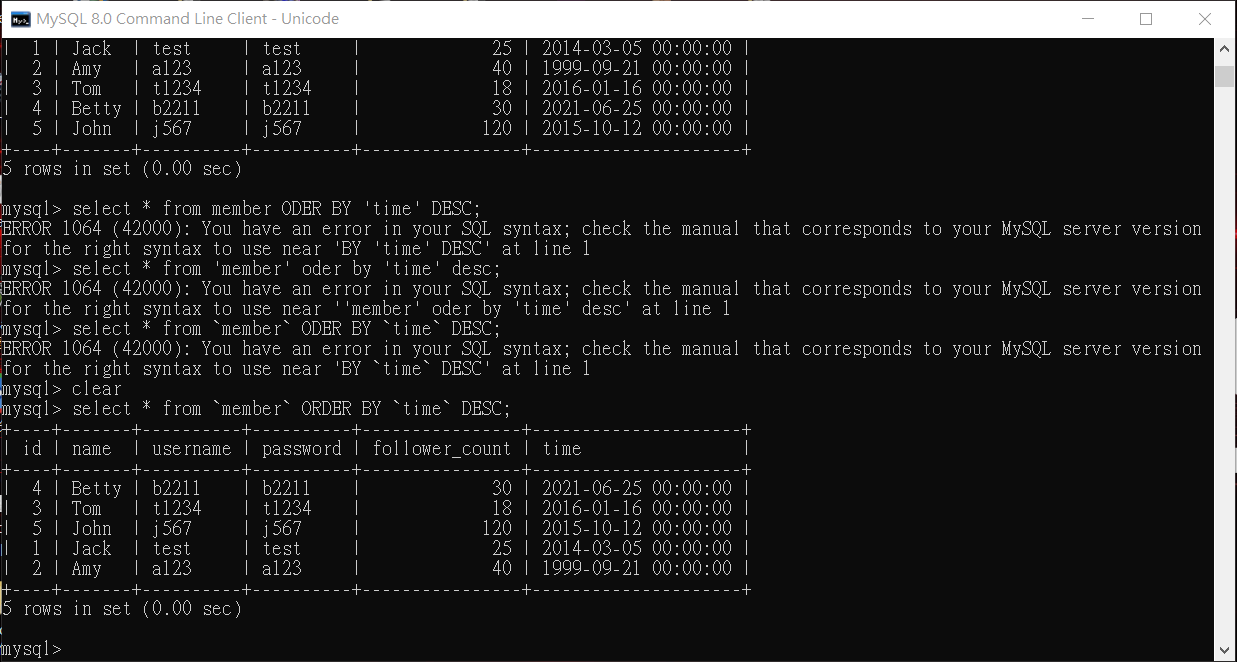 MySQL 8.0 Command Line Client - Unicode
| 1 | Jack | test | test | 25 | 2014-03-05 00:00:00 |
| 2 | Amy | a123 | a123 | 40 | 1999-09-21 00:00:00 |
| 3 | Tom | t1234 | t1234 | 18 | 2016-01-16 00:00:00 |
| 4 | Betty | b2211 | b2211 | 30 | 2021-06-25 00:00:00 |
| 5 | John | j567 | j567 | 120 | 2015-10-12 00:00:00 |
+----+-------+----------+----------+----------------+---------------------+
5 rows in set (0.00 sec)
mysql> select * from member ODER BY 'time' DESC;
ERROR 1064 (42000): You have an error in your SQL syntax; check the manual that corresponds to your MySQL server version
for the right syntax to use near 'BY 'time' DESC' at line 1
mysql> select * from 'member' oder by 'time' desc;
ERROR 1064 (42000): You have an error in your SQL syntax; check the manual that corresponds to your MySQL server version
for the right syntax to use near ''member' oder by 'time' desc' at line 1
mysql> select * from `member` ODER BY `time` DESC;
ERROR 1064 (42000): You have an error in your SQL syntax; check the manual that corresponds to your MySQL server version
for the right syntax to use near 'BY `time` DESC' at line 1
mysql> clear
mysql> select * from `member` ORDER BY `time` DESC;
+----+-------+----------+----------+----------------+---------------------+
| id | name | username | password | follower_count | time |
+----+-------+----------+----------+----------------+---------------------+
| 4 | Betty | b2211 | b2211 | 30 | 2021-06-25 00:00:00 |
| 3 | Tom | t1234 | t1234 | 18 | 2016-01-16 00:00:00 |
| 5 | John | j567 | j567 | 120 | 2015-10-12 00:00:00 |
| 1 | Jack | test | test | 25 | 2014-03-05 00:00:00 |
| 2 | Amy | a123 | a123 | 40 | 1999-09-21 00:00:00 |
+----+-------+----------+----------+----------------+---------------------+
5 rows in set (0.00 sec)
mysql>